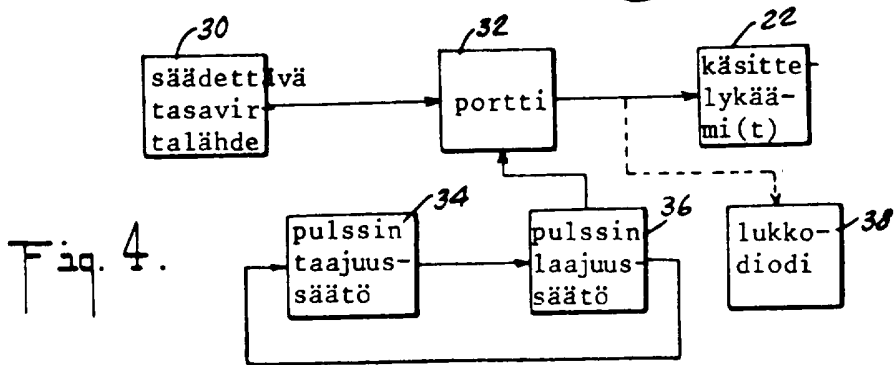 30
säädettävä
tasavir-
talähde
32
portti
22
käsitte-
lykää-
mi(t)
34
pulssin
taajuus-
säätö
36
pulssin
laajuus-
säätö
38
lukko-
diodi
Fig. 4.